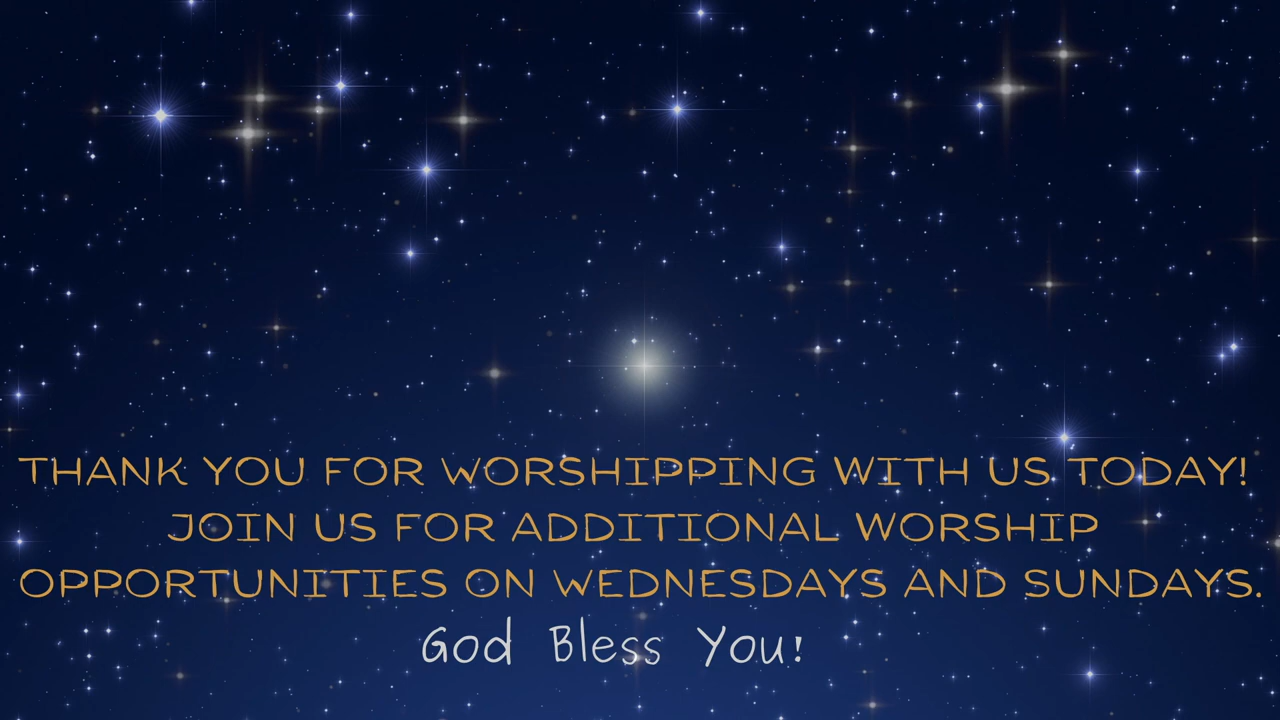 THANK YOU FOR WORSHIPPING WITH US TODAY!
JOIN US FOR ADDITIONAL WORSHIP
OPPORTUNITIES ON WEDNESDAYS AND SUNDAYS.
God Bless You!